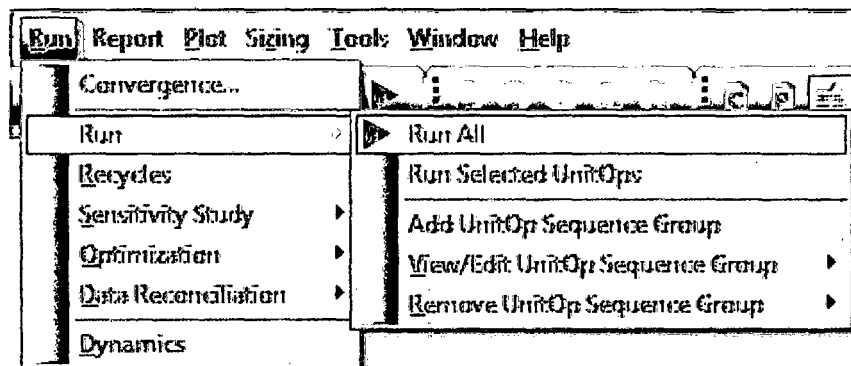 Run Report Plot Sizing Tools Window Help
Convergence...
Run
Recycles
Sensitivity Study
Optimization
Data Reconciliation
Dynamics
Run All
Run Selected UnitOps
Add UnitOp Sequence Group
View/Edit UnitOp Sequence Group
Remove UnitOp Sequence Group